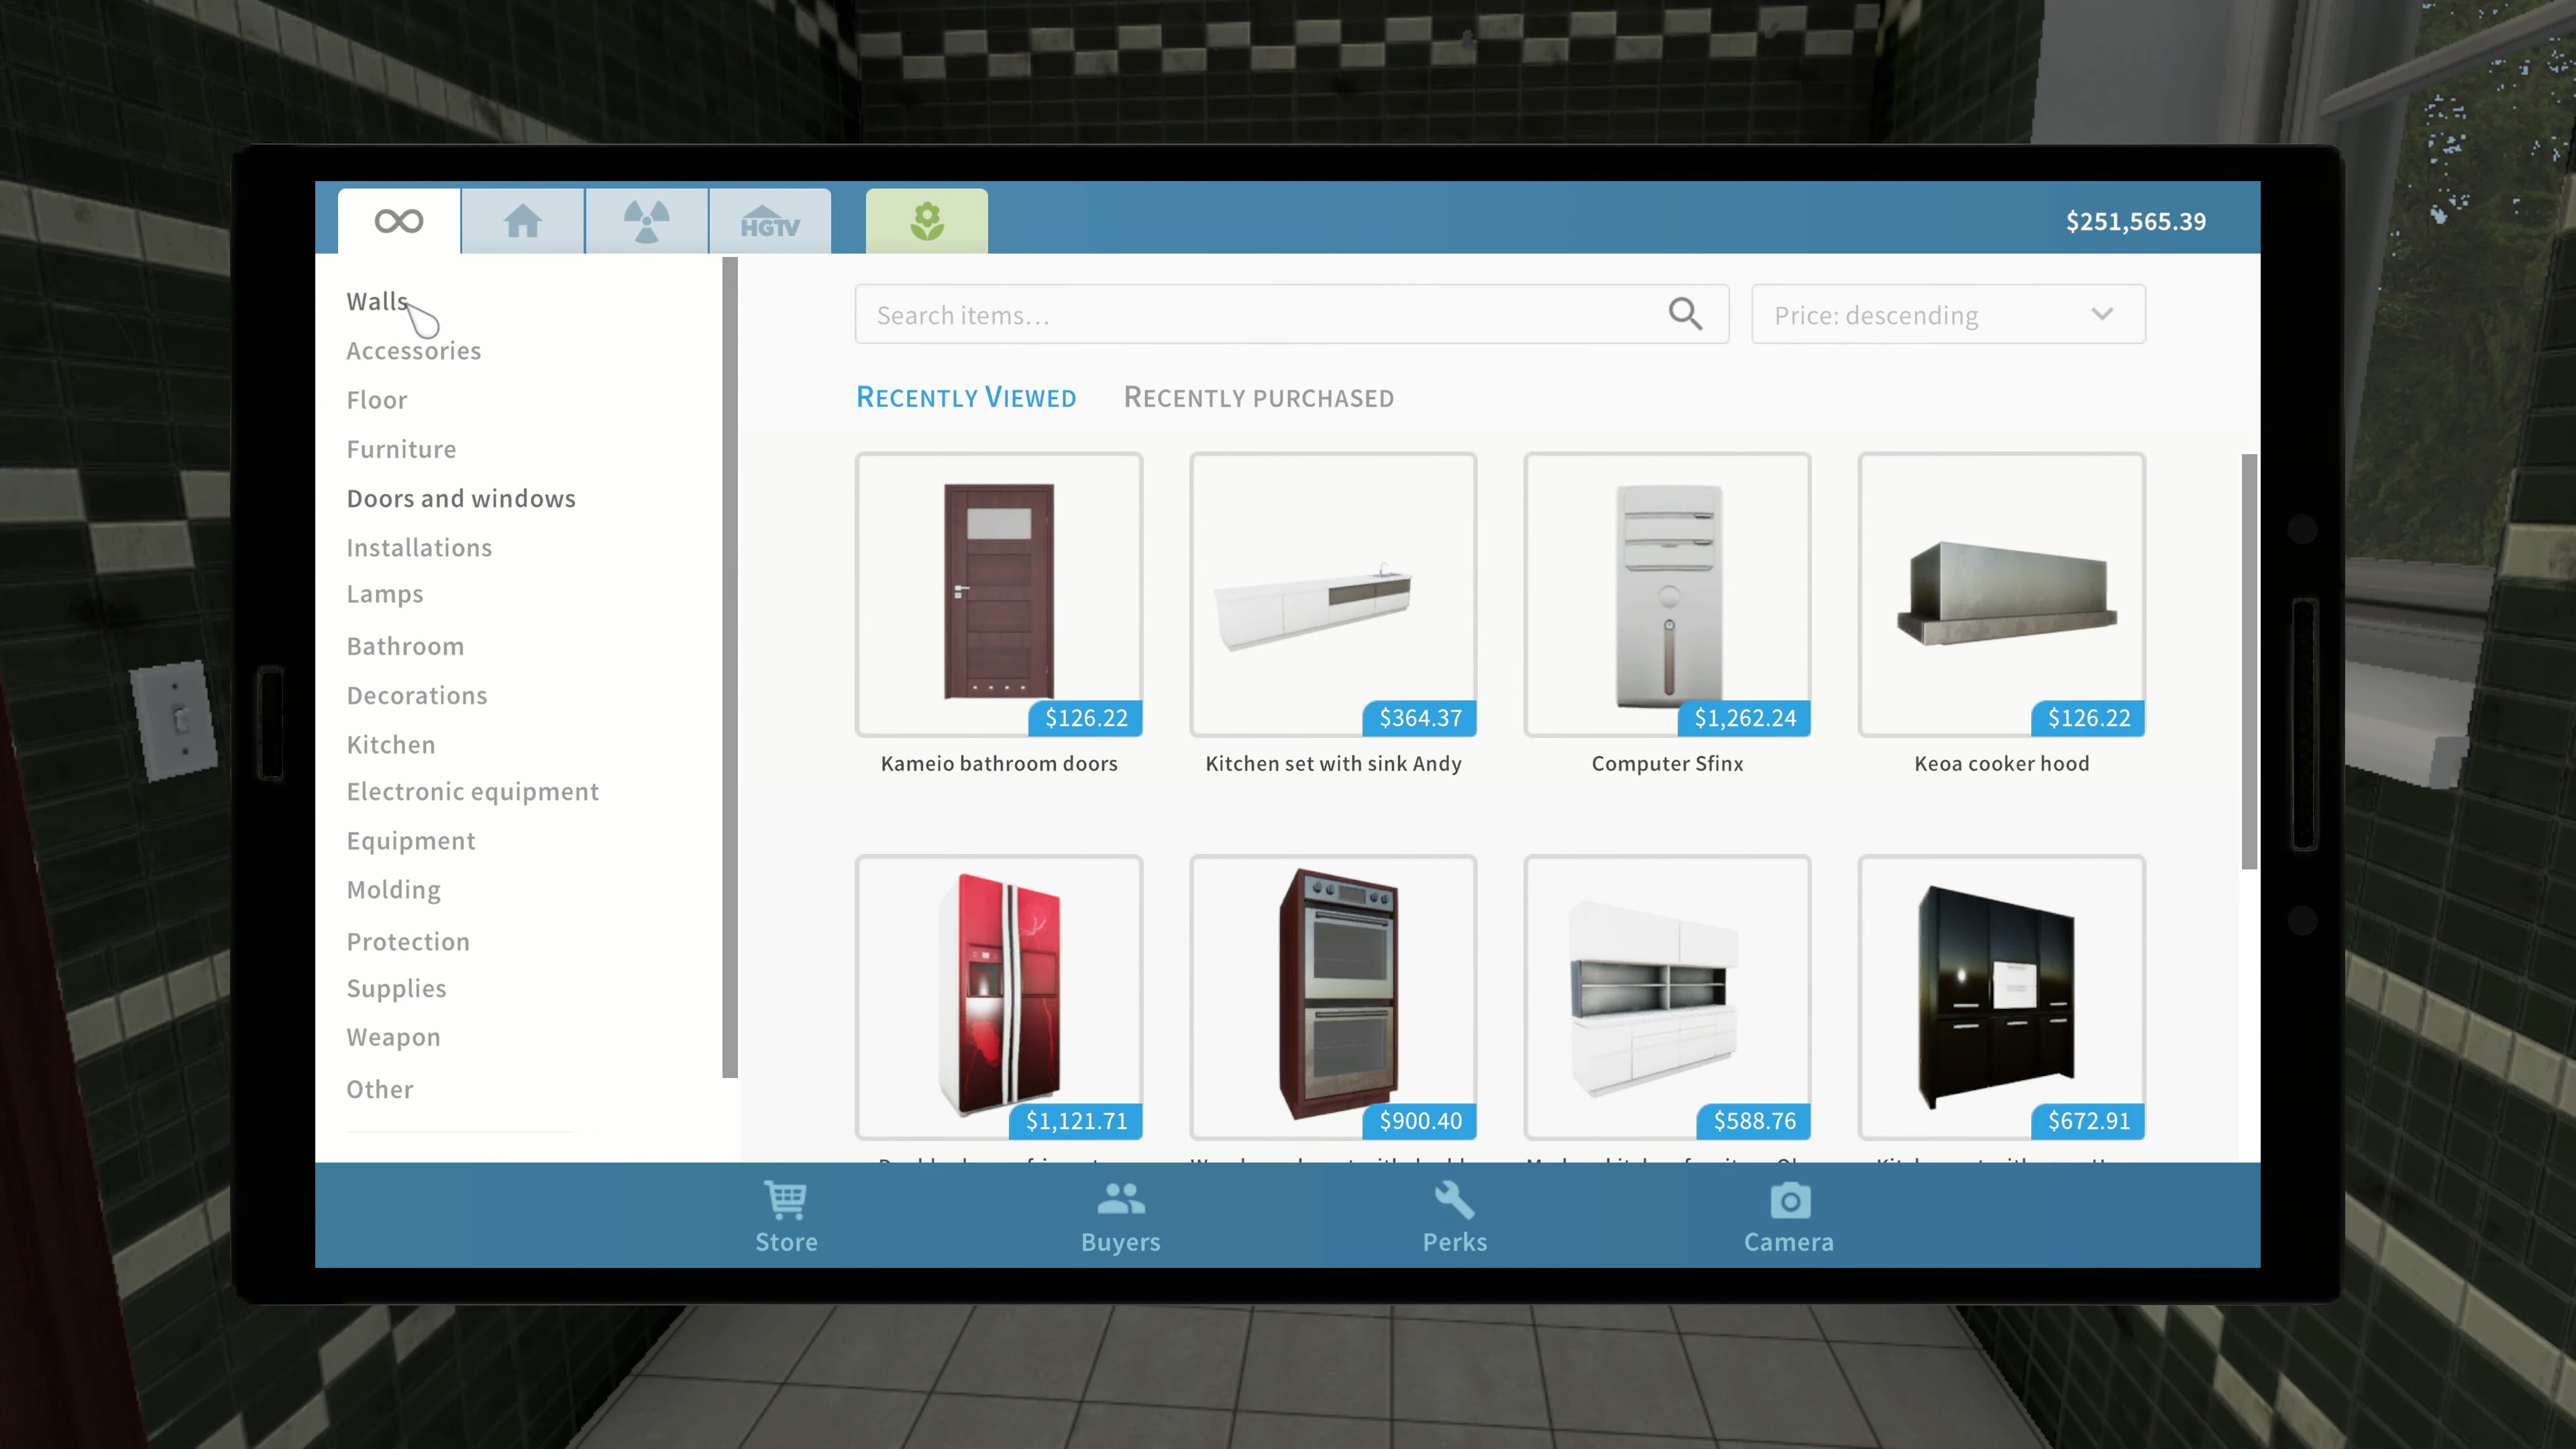 HGTV
$251,565.39
Walls
Accessories
Floor
Furniture
Doors and windows
Installations
Lamps
Bathroom
Decorations
Kitchen
Electronic equipment
Equipment
Molding
Protection
Supplies
Weapon
Other
Search items...
Price: descending
RECENTLY VIEWED
RECENTLY PURCHASED
$126.22
$364.37
$1,262.24
$126.22
Kameio bathroom doors
Kitchen set with sink Andy
Computer Sfinx
Keoa cooker hood
$1,121.71
$900.40
$588.76
$672.91
Store
Buyers
Perks
Camera